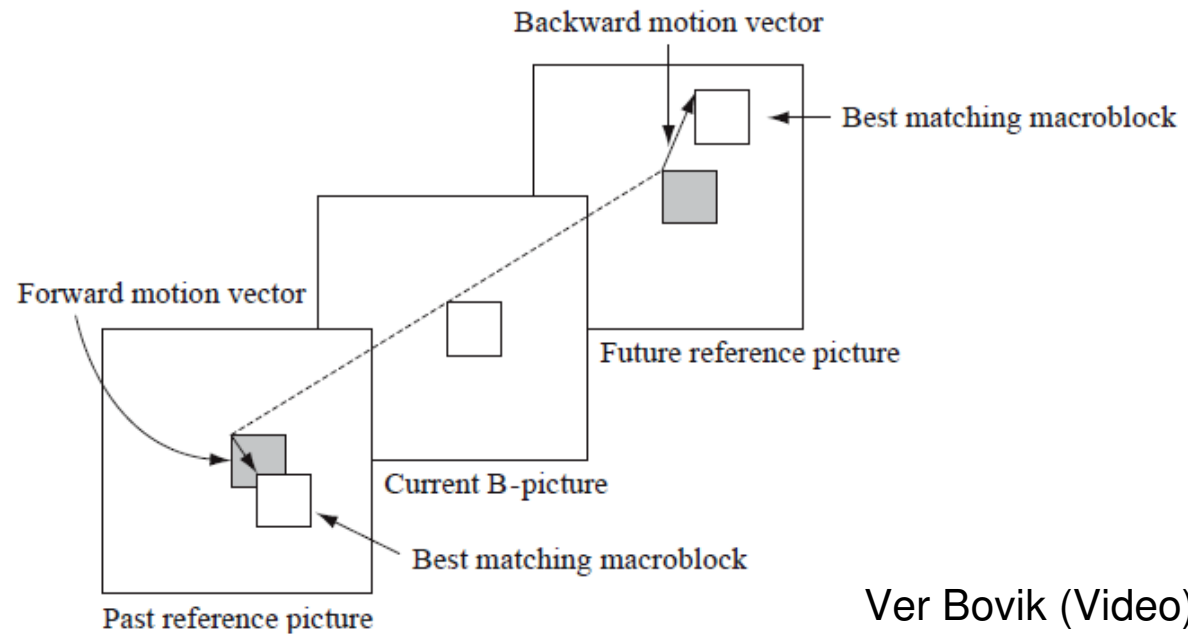 Backward motion vector
Best matching macroblock
Forward motion vector
Future reference picture
Current B-picture
Best matching macroblock
Past reference picture
Ver Bovik (Video)